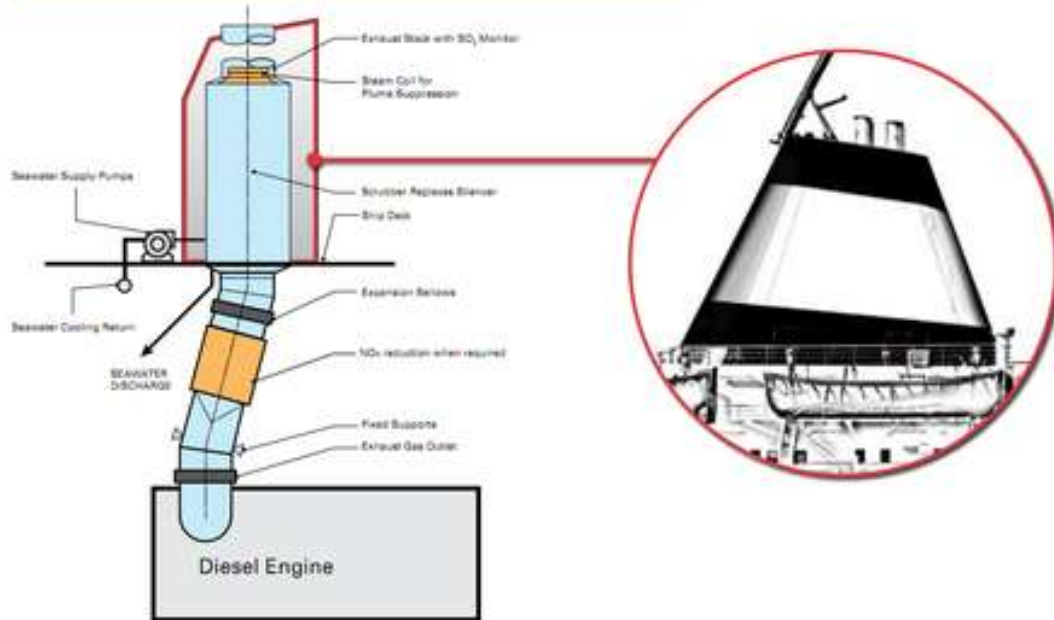 Exhaust Stack with SO₂ Monitor
Steam Coil for
Plume Suppression
Seawater Supply Pumps
Scrubber Replaces Silencer
Ship Deck
Expansion Bellows
Seawater Cooling Return
NOx reduction when required
SEAWATER
DISCHARGE
Fixed Supports
Exhaust Gas Outlet
Diesel Engine